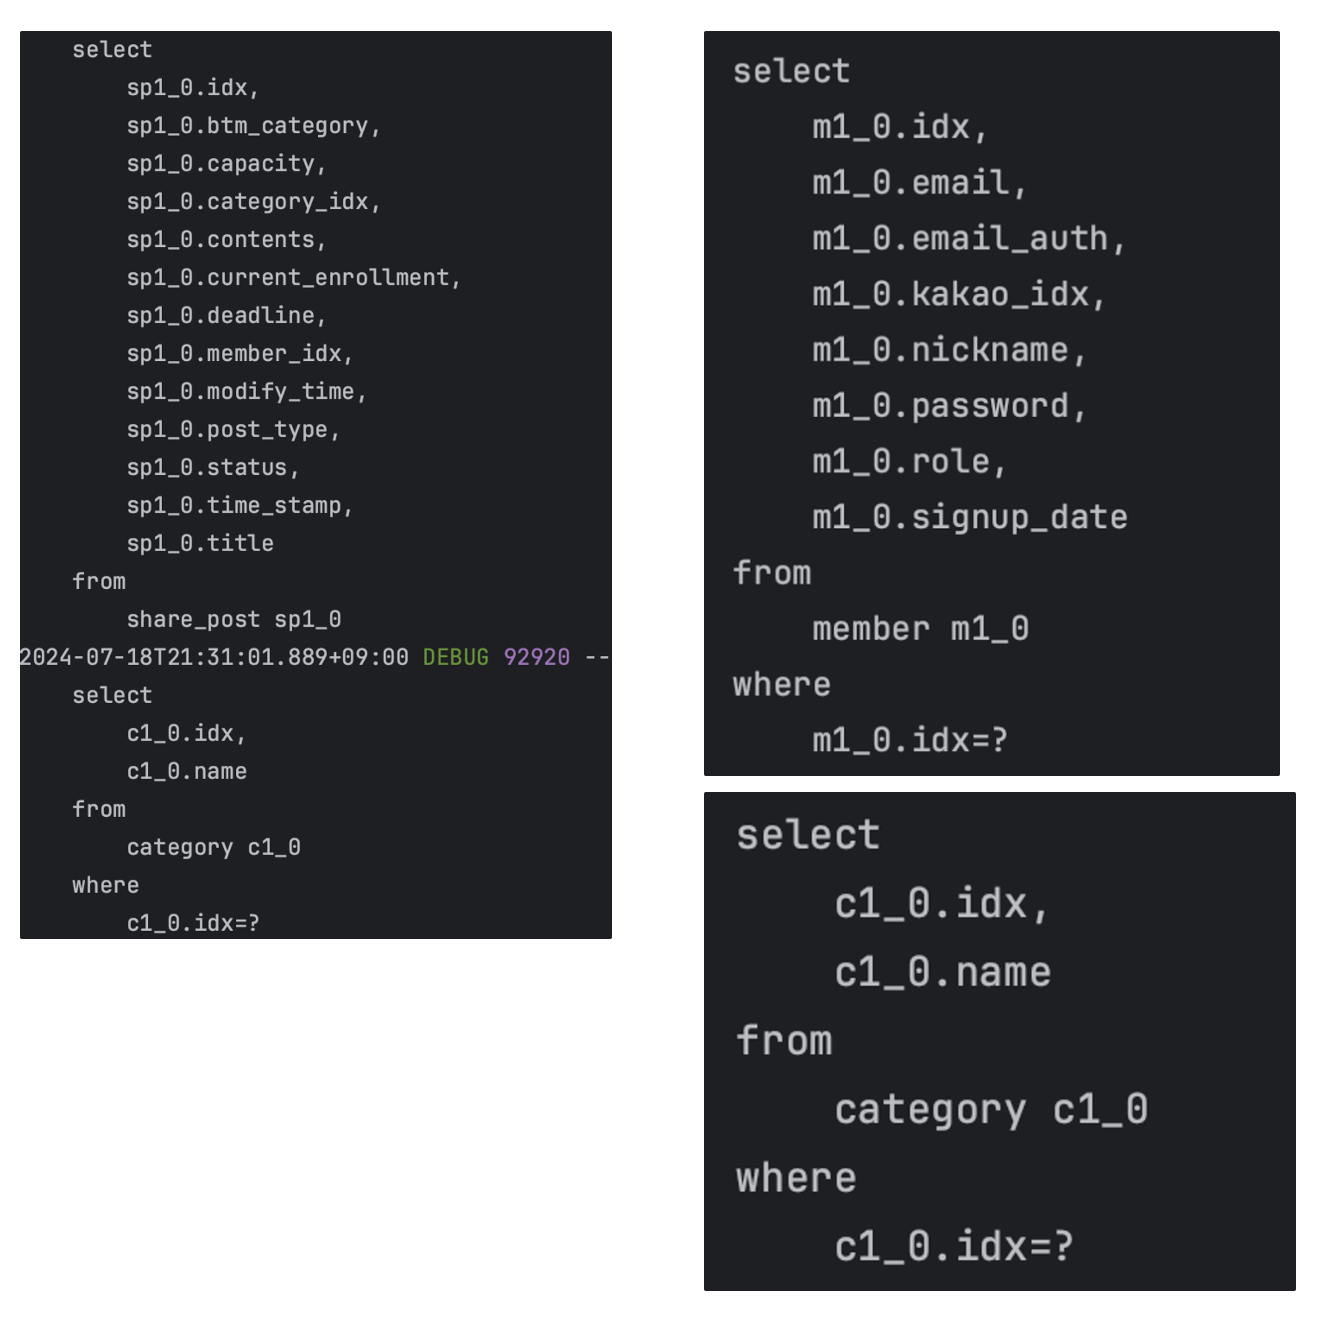 select
sp1_0.idx,
sp1_0.btm_category,
sp1_0.capacity,
sp1_0.category_idx,
sp1_0.contents,
sp1_0.current_enrollment,
sp1_0.deadline,
sp1_0.member_idx,
sp1_0.modify_time,
sp1_0.post_type,
sp1_0.status,
sp1_0.time_stamp,
sp1_0.title
from
share_post sp1_0
2024-07-18T21:31:01.889+09:00 DEBUG 92920 --
select
c1_0.idx,
c1_0.name
from
category c1_0
where
c1_0.idx=?
select
m1_0.idx,
m1_0.email,
m1_0.email_auth,
m1_0.kakao_idx,
m1_0.nickname,
m1_0.password,
m1_0.role,
m1_0.signup_date
from
member m1_0
where
m1_0.idx=?
select
c1_0.idx,
c1_0.name
from
category c1_0
where
c1_0.idx=?